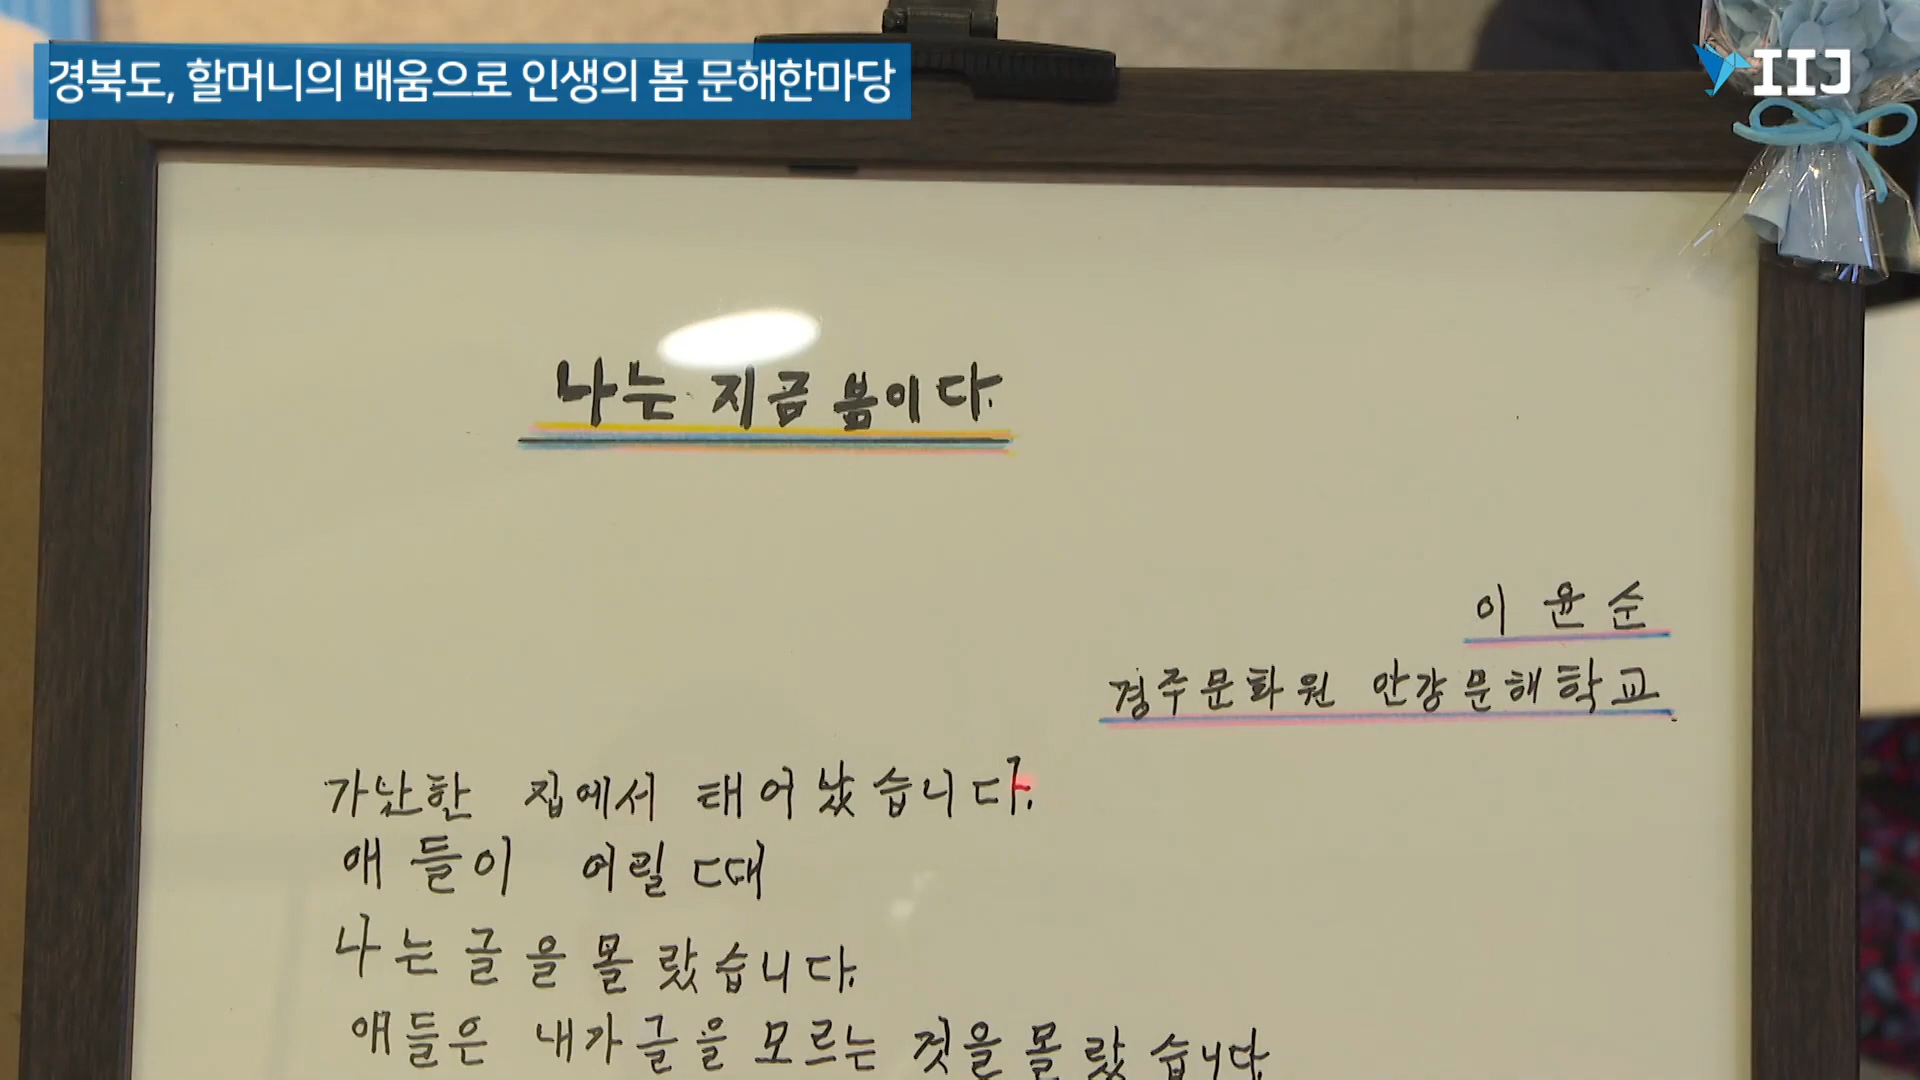 경북도, 할머니의 배움으로 인생의 봄 문해한마당
IIJ
나는 지금 봄이다.
이 윤 순
경주문화원 안강문해학교
가난한 집에서 태어났습니다.
애들이 어릴 때
나는 글을 몰랐습니다.
애들은 내가 글을 모르는 것을 몰랐습니다.